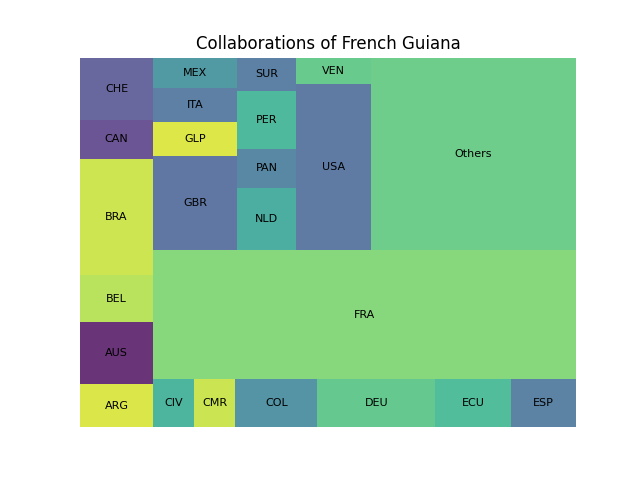 Collaborations of French Guiana
CHE
MEX
SUR
VEN
Others
ITA
PER
CAN
GLP
USA
PAN
BRA
GBR
NLD
BEL
FRA
AUS
ARG
CIV
CMR
COL
DEU
ECU
ESP